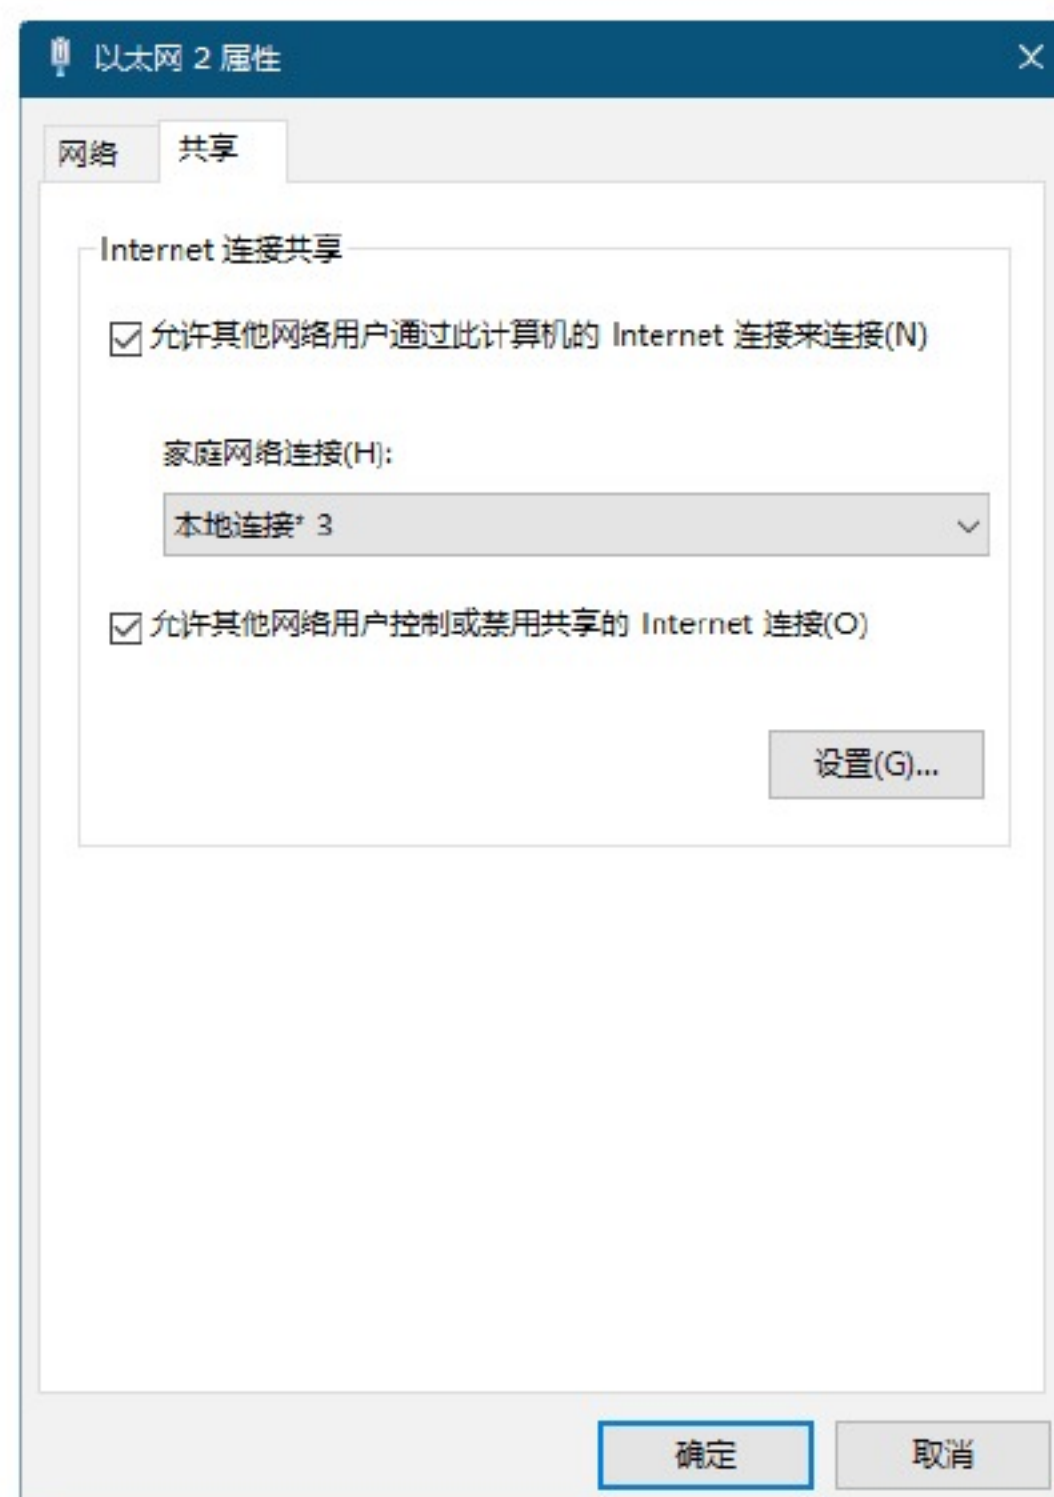 以太网 2 属性
网络
共享
Internet 连接共享
允许其他网络用户通过此计算机的 Internet 连接来连接(N)
家庭网络连接(H):
本地连接* 3
允许其他网络用户控制或禁用共享的 Internet 连接(O)
设置(G)...
确定
取消